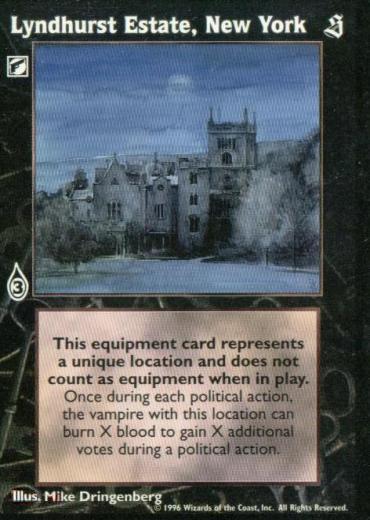 Lyndhurst Estate, New York
3
This equipment card represents
a unique location and does not
count as equipment when in play.
Once during each political action,
the vampire with this location can
burn X blood to gain X additional
votes during a political action.
Illus. Mike Dringenberg
© 1996 Wizards of the Coast, Inc. All Rights Reserved.